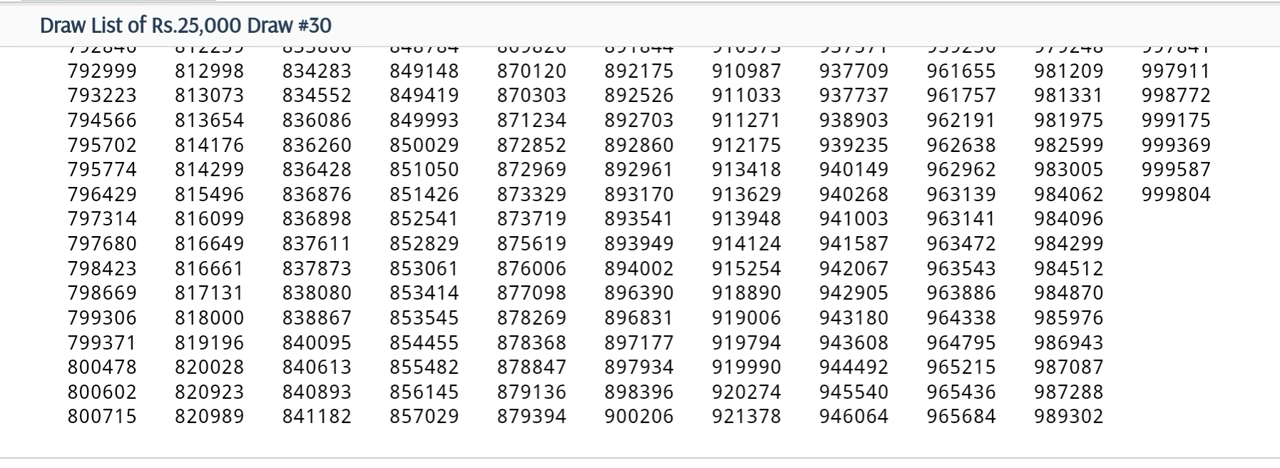 Draw List of Rs.25,000 Draw #30
792999 812998 834283 849148 870120 892175 910987 937709 961655 981209 997911
793223 813073 834552 849419 870303 892526 911033 937737 961757 981331 998772
794566 813654 836086 849993 871234 892703 911271 938903 962191 981975 999175
795702 814176 836260 850029 872852 892860 912175 939235 962638 982599 999369
795774 814299 836428 851050 872969 892961 913418 940149 962962 983005 999587
796429 815496 836876 851426 873329 893170 913629 940268 963139 984062 999804
797314 816099 836898 852541 873719 893541 913948 941003 963141 984096
797680 816649 837611 852829 875619 893949 914124 941587 963472 984299
798423 816661 837873 853061 876006 894002 915254 942067 963543 984512
798669 817131 838080 853414 877098 896390 918890 942905 963886 984870
799306 818000 838867 853545 878269 896831 919006 943180 964338 985976
799371 819196 840095 854455 878368 897177 919794 943608 964795 986943
800478 820028 840613 855482 878847 897934 919990 944492 965215 987087
800602 820923 840893 856145 879136 898396 920274 945540 965436 987288
800715 820989 841182 857029 879394 900206 921378 946064 965684 989302